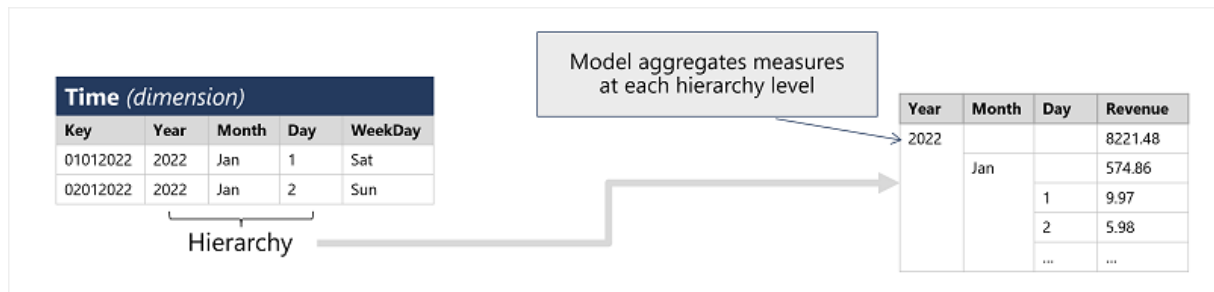 Model aggregates measures
at each hierarchy level
Time (dimension)
Key Year Month Day WeekDay
01012022 2022 Jan 1 Sat
02012022 2022 Jan 2 Sun
Hierarchy
Year Month Day Revenue
2022 8221.48
Jan 574.86
1 9.97
2 5.98
... ...